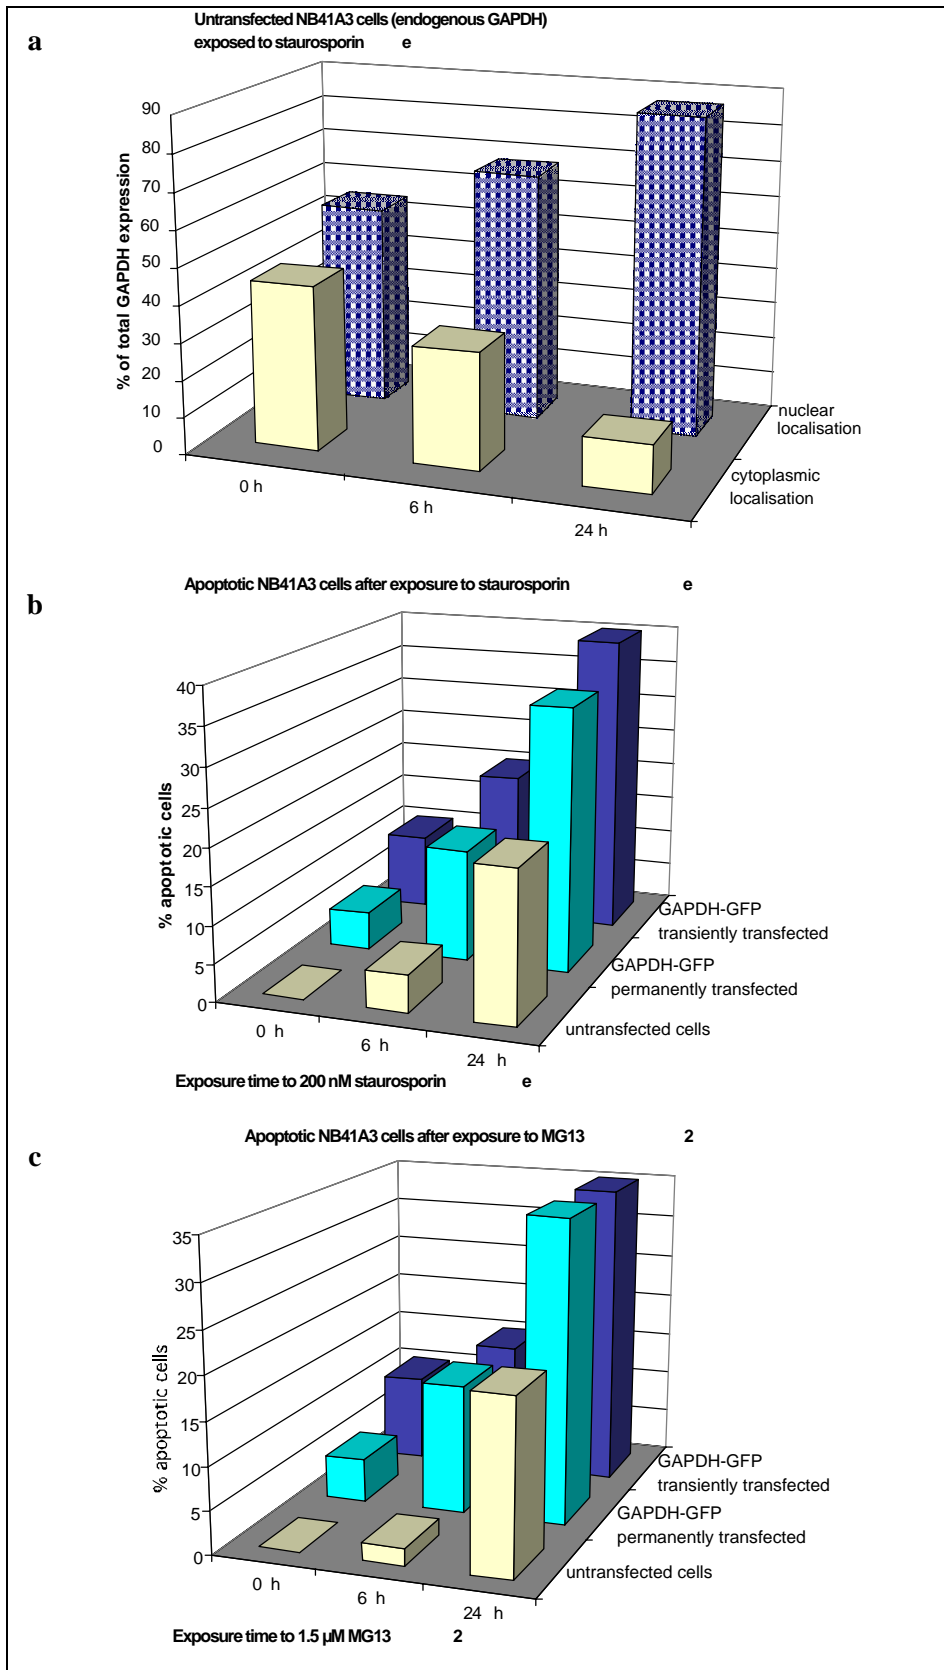 a
Untransfected NB41A3 cells (endogenous GAPDH)
exposed to staurosporin e
% of total GAPDH expression
90
80
70
60
50
40
30
20
10
0
0 h
6 h
24 h
nuclear
localisation
cytoplasmic
localisation
b
Apoptotic NB41A3 cells after exposure to staurosporin e
% apoptotic cells
40
35
30
25
20
15
10
5
0
0 h
6 h
24 h
GAPDH-GFP
transiently transfected
GAPDH-GFP
permanently transfected
untransfected cells
Exposure time to 200 nM staurosporin e
c
Apoptotic NB41A3 cells after exposure to MG13 2
% apoptotic cells
35
30
25
20
15
10
5
0
0 h
6 h
24 h
GAPDH-GFP
transiently transfected
GAPDH-GFP
permanently transfected
untransfected cells
Exposure time to 1.5 µM MG13 2